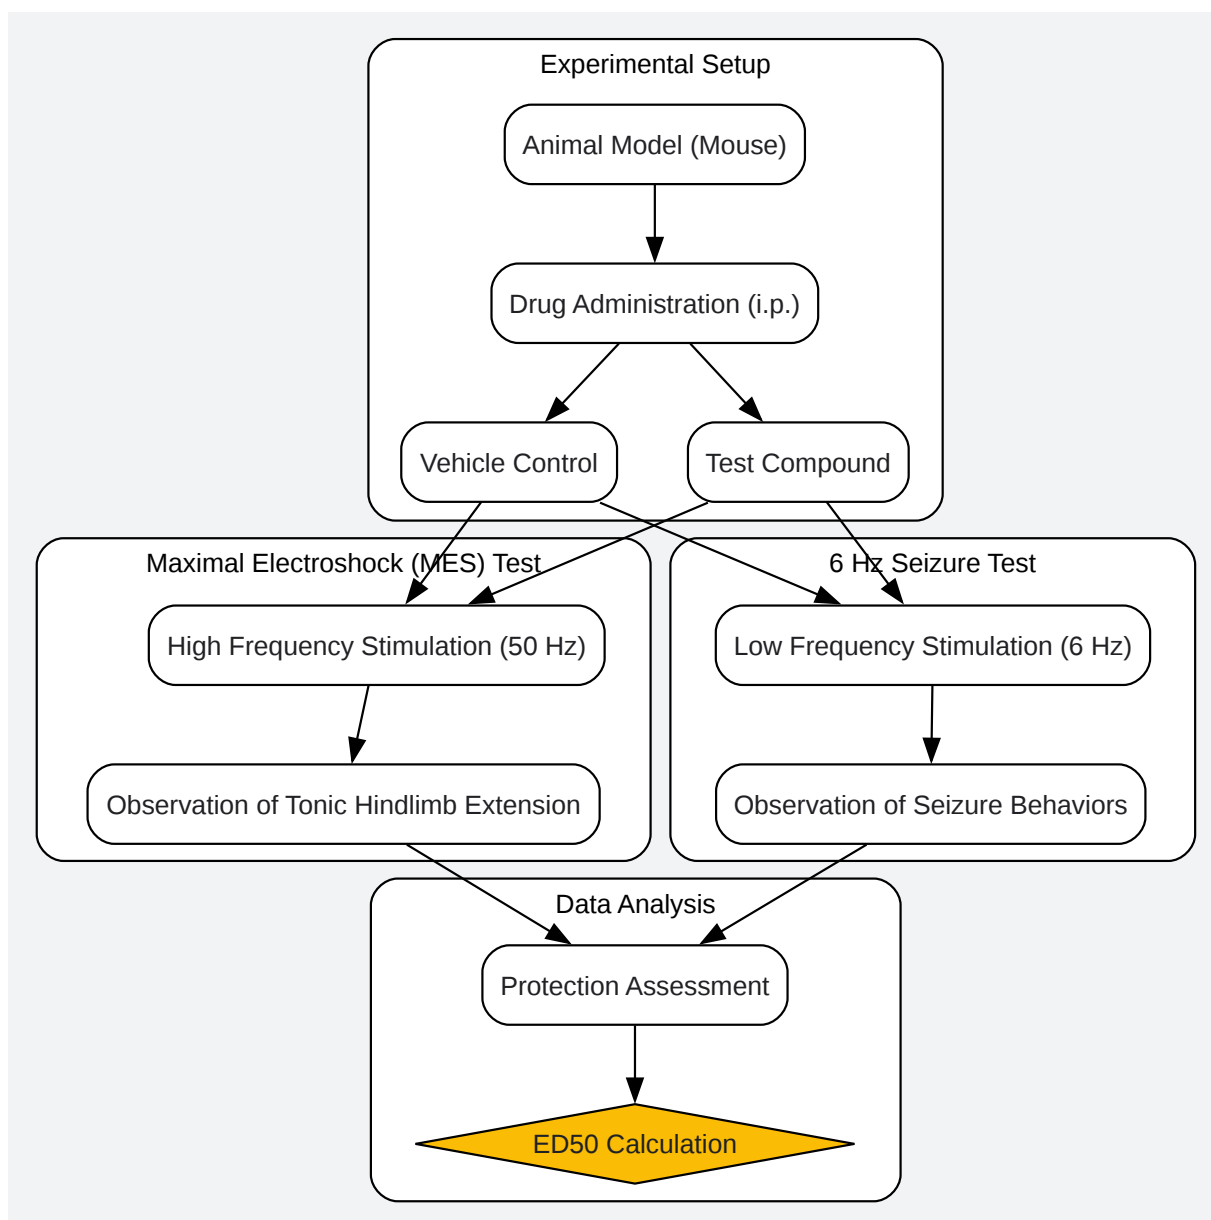 Experimental Setup
Animal Model (Mouse)
Drug Administration (i.p.)
Vehicle Control
Test Compound
Maximal Electroshock (MES) Test
6 Hz Seizure Test
High Frequency Stimulation (50 Hz)
Low Frequency Stimulation (6 Hz)
Observation of Tonic Hindlimb Extension
Observation of Seizure Behaviors
Data Analysis
Protection Assessment
ED50 Calculation